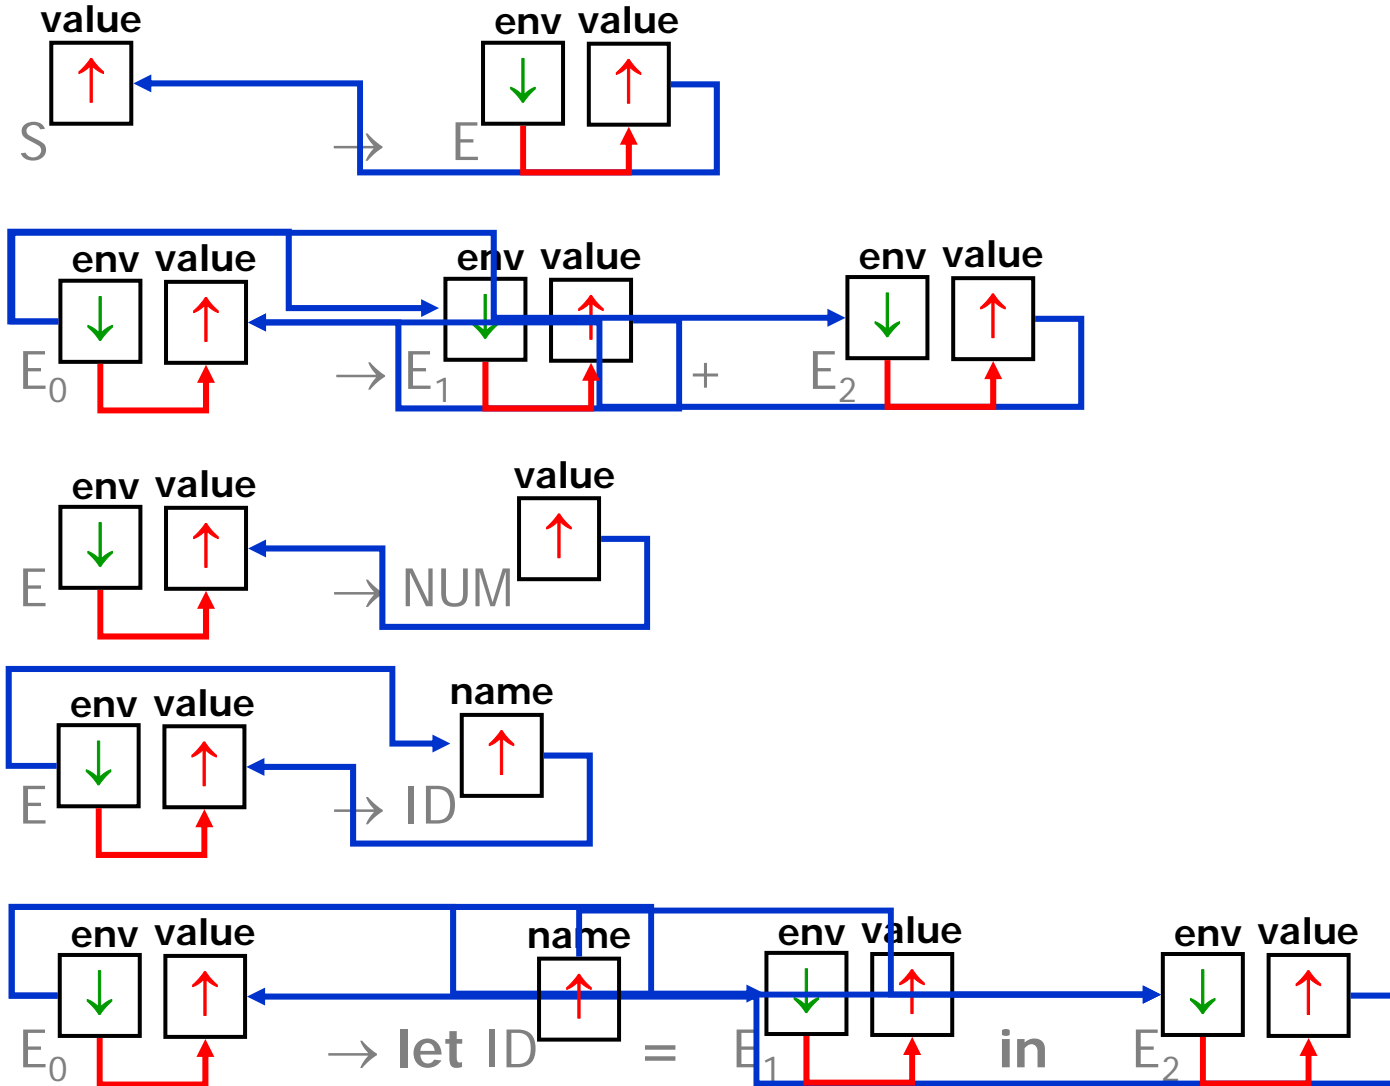 value env value
S → E
env value env value env value
E0 → E1 + E2
env value value
E → NUM
env value name
E → ID
env value name env value env value
E0 → let ID = E1 in E2